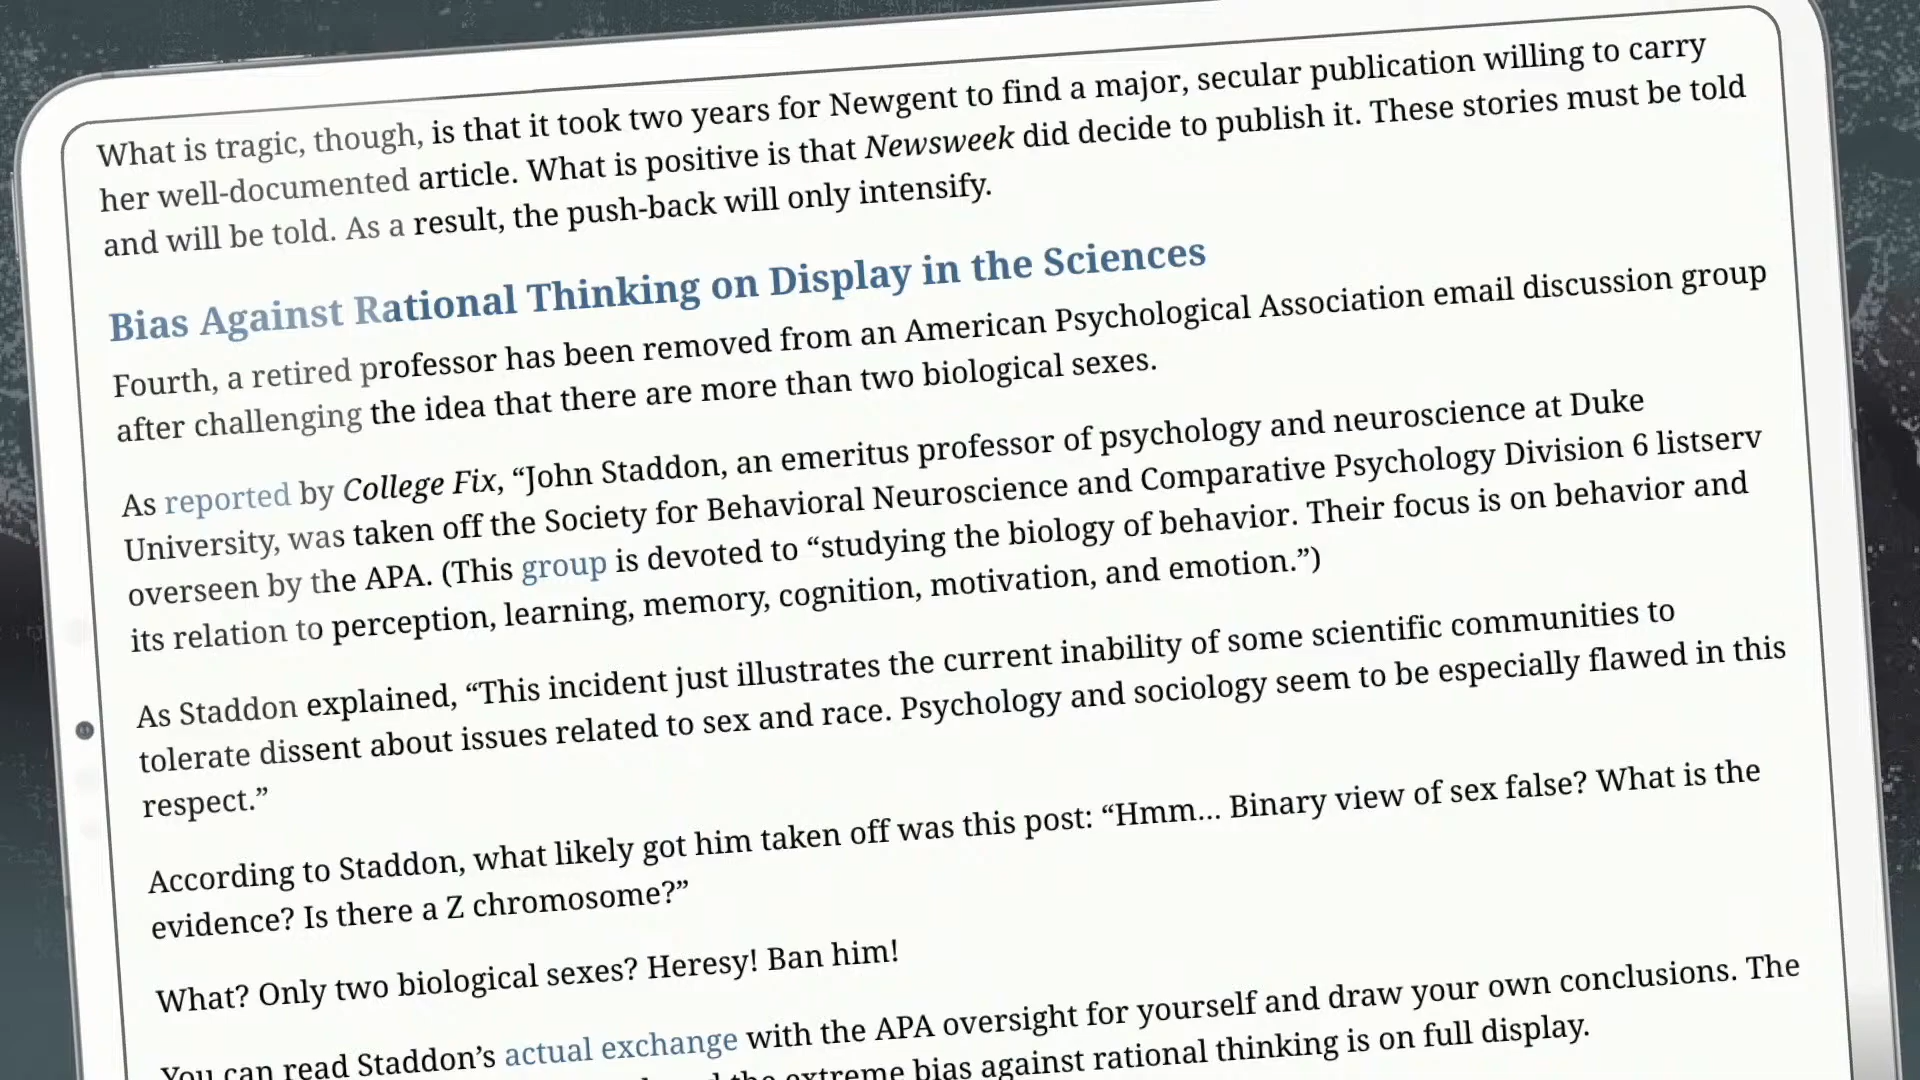 What is tragic, though, is that it took two years for Newgent to find a major, secular publication willing to carry
her well-documented article. What is positive is that Newsweek did decide to publish it. These stories must be told
and will be told. As a result, the push-back will only intensify.
Bias Against Rational Thinking on Display in the Sciences
Fourth, a retired professor has been removed from an American Psychological Association email discussion group
after challenging the idea that there are more than two biological sexes.
As reported by College Fix, “John Staddon, an emeritus professor of psychology and neuroscience at Duke
University, was taken off the Society for Behavioral Neuroscience and Comparative Psychology Division 6 listserv
overseen by the APA. (This group is devoted to “studying the biology of behavior. Their focus is on behavior and
its relation to perception, learning, memory, cognition, motivation, and emotion.”)
As Staddon explained, “This incident just illustrates the current inability of some scientific communities to
tolerate dissent about issues related to sex and race. Psychology and sociology seem to be especially flawed in this
respect.”
According to Staddon, what likely got him taken off was this post: “Hmm… Binary view of sex false? What is the
evidence? Is there a Z chromosome?”
What? Only two biological sexes? Heresy! Ban him!
You can read Staddon’s actual exchange with the APA oversight for yourself and draw your own conclusions. The
the extreme bias against rational thinking is on full display.